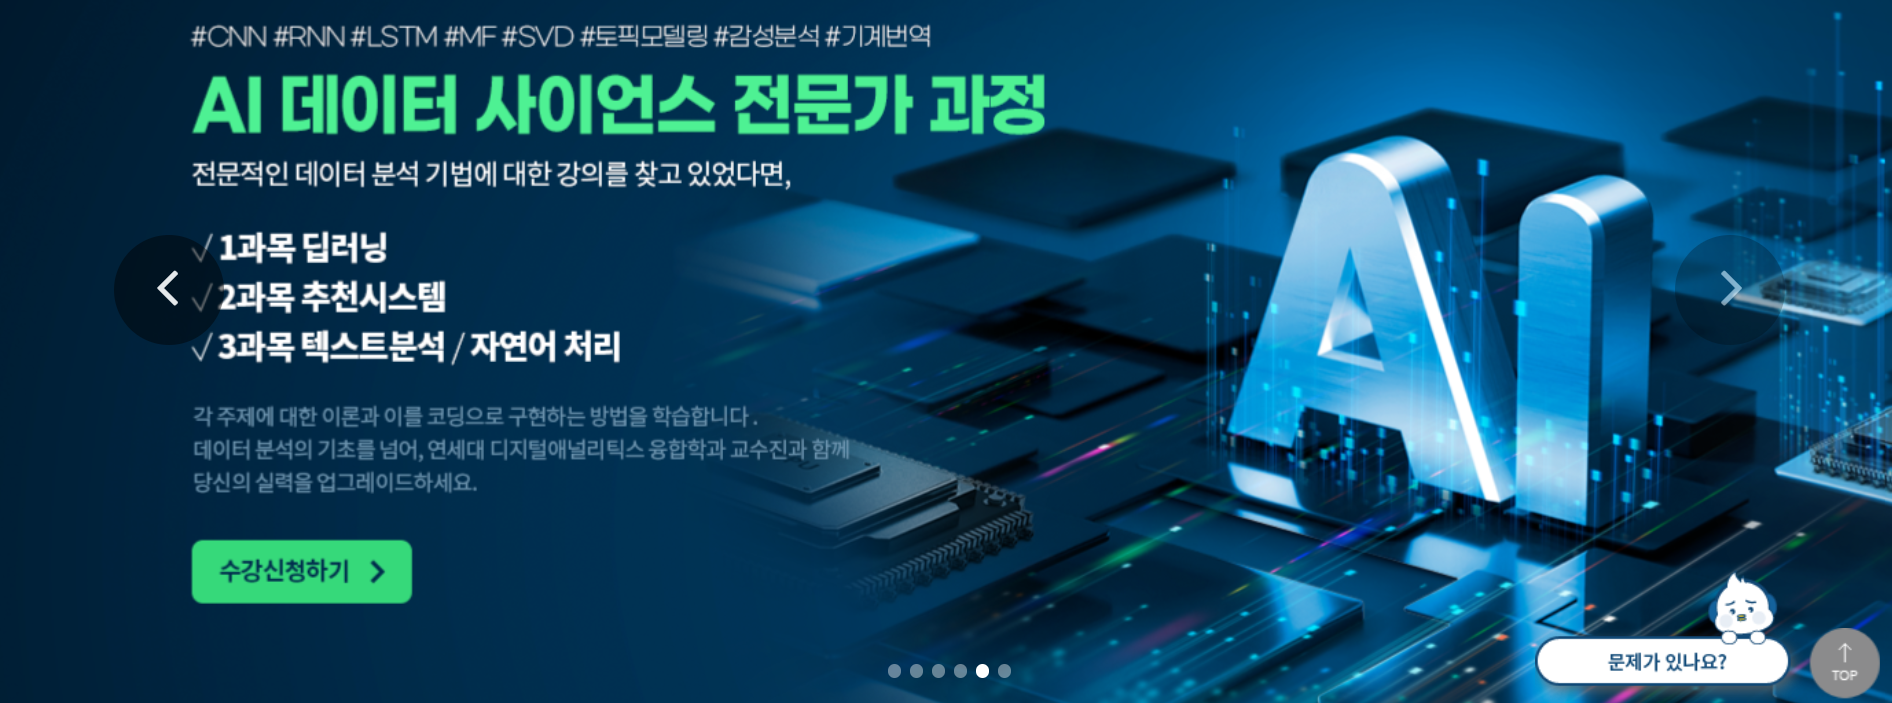 #CNN #RNN #LSTM #MF #SVD #토픽모델링 #감성분석 #기계번역
AI 데이터 사이언스 전문가 과정
전문적인 데이터 분석 기법에 대한 강의를 찾고 있었다면,
√ 1과목 딥러닝
√ 2과목 추천시스템
√ 3과목 텍스트분석 / 자연어 처리
각 주제에 대한 이론과 이를 코딩으로 구현하는 방법을 학습합니다.
데이터 분석의 기초를 넘어, 연세대 디지털애널리틱스 융합학과 교수진과 함께
당신의 실력을 업그레이드하세요.
수강신청하기
AI
문제가 있나요?
TOP